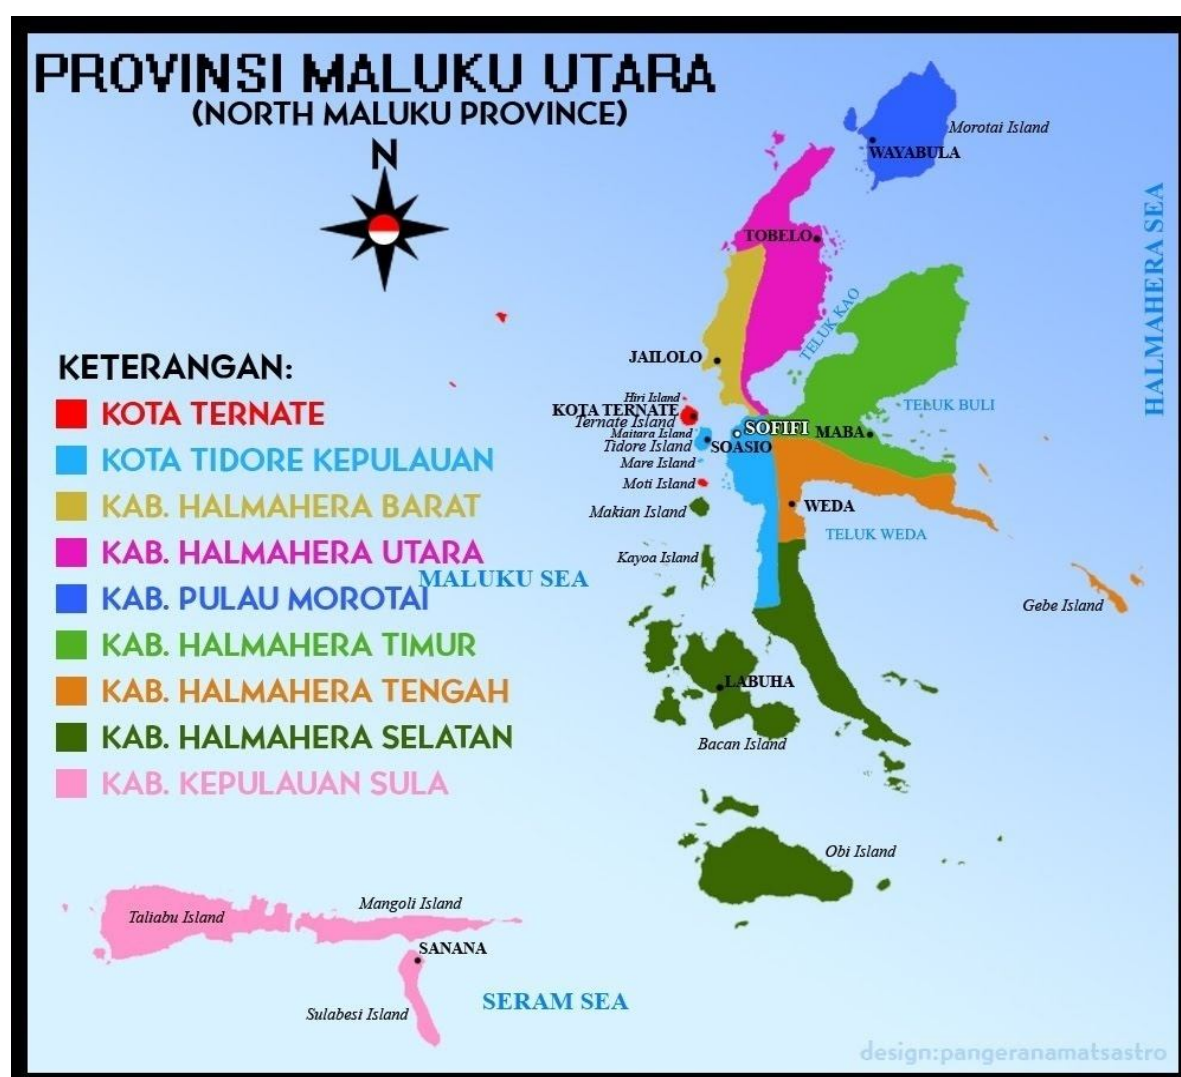 PROVINSI MALUKU UTARA
(NORTH MALUKU PROVINCE)
N
Morotai Island
WAYABULA
TOBELO
HALMAHERA SEA
TELUK KAO
JAILOLO
KETERANGAN:
KOTA TERNATE
KOTA TIDORE KEPULAUAN
KAB. HALMAHERA BARAT
KAB. HALMAHERA UTARA
KAB. PULAU MOROTAI
KAB. HALMAHERA TIMUR
KAB. HALMAHERA TENGAH
KAB. HALMAHERA SELATAN
KAB. KEPULAUAN SULA
Hiri Island
KOTA TERNATE
Ternate Island
Maitara Island
Tidore Island
SOASIO
SOFIFI
MABA
TELUK BULI
Mare Island
Moti Island
Makian Island
WEDA
TELUK WEDA
Kayoa Island
MALUKU SEA
Gebe Island
LABUHA
Bacan Island
Obi Island
Taliabu Island
Mangoli Island
SANANA
Sulabesi Island
SERAM SEA
design:pangeranamatsastro